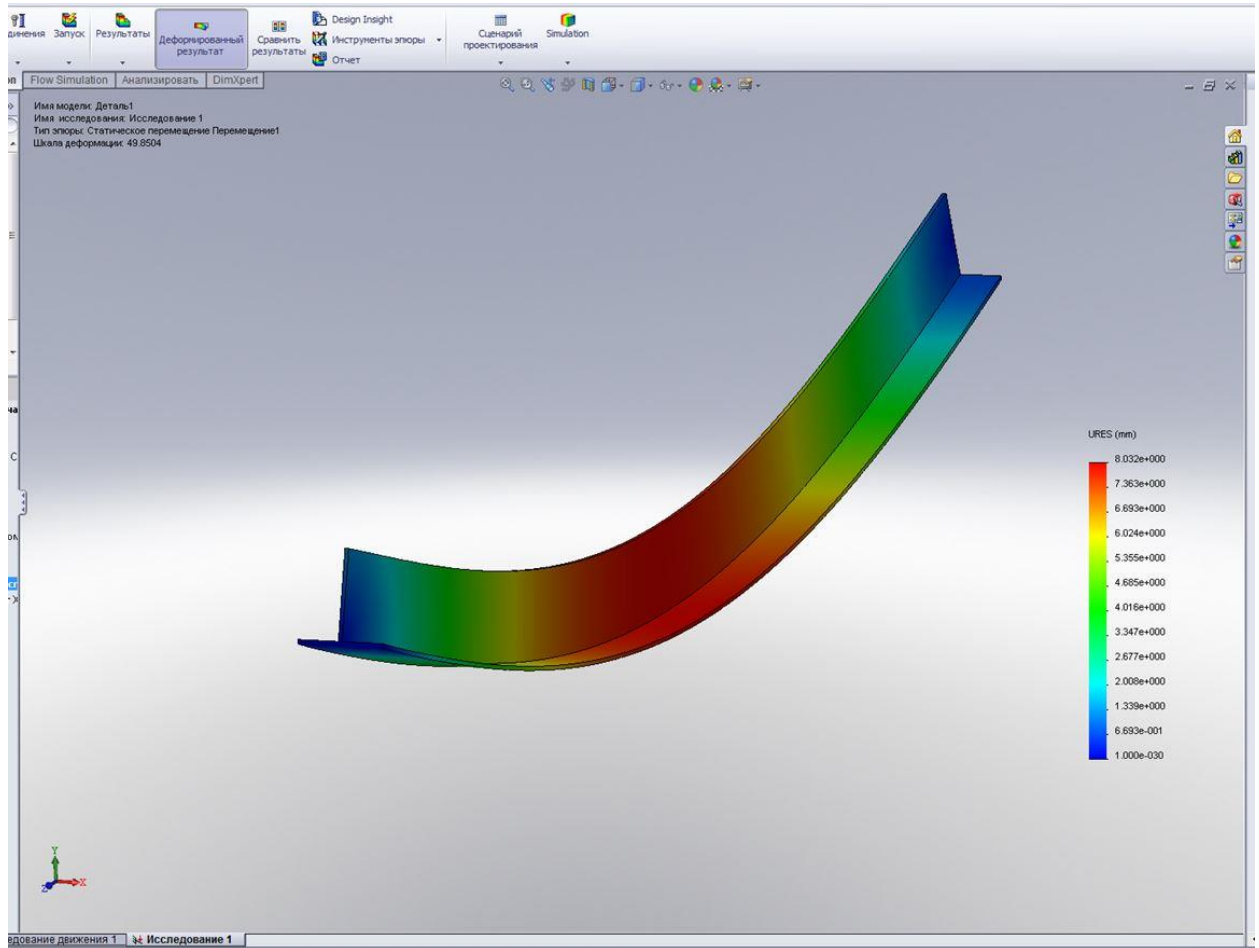 Запуск
Результаты
Деформированный
результат
Сравнить
результаты
Design Insight
Инструменты эпюры
Отчет
Сценарий
проектирования
Simulation
Flow Simulation
Анализировать
DimXpert
Имя модели: Деталь1
Имя исследования: Исследование 1
Тип эпюры: Статическое перемещение Перемещение1
Шкала деформации: 49.8504
URES (mm)
8.032e+000
7.363e+000
6.693e+000
6.024e+000
5.355e+000
4.685e+000
4.016e+000
3.347e+000
2.677e+000
2.008e+000
1.339e+000
6.693e-001
1.000e-030
Y
Z
X
едование движения 1
Исследование 1